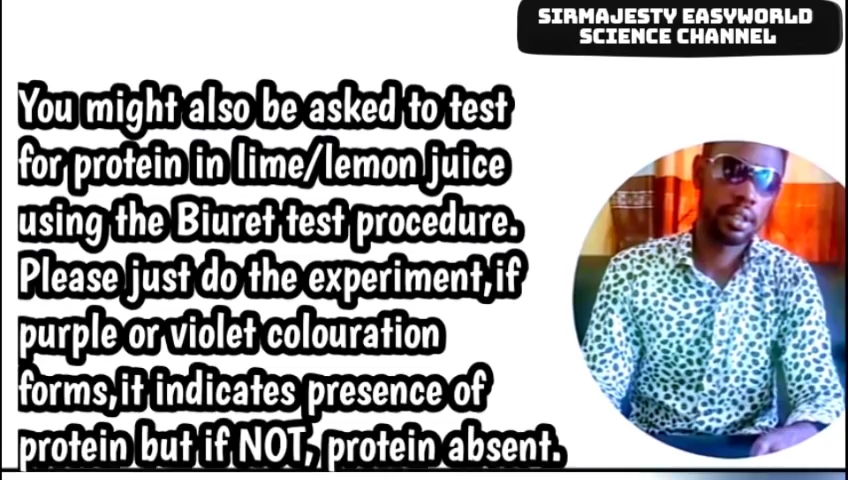 SIRMAJESTY EASYWORLD
SCIENCE CHANNEL
You might also be asked to test
for protein in lime/lemon juice
using the Biuret test procedure.
Please just do the experiment,if
purple or violet colouration
forms,it indicates presence of
protein but if NOT, protein absent.